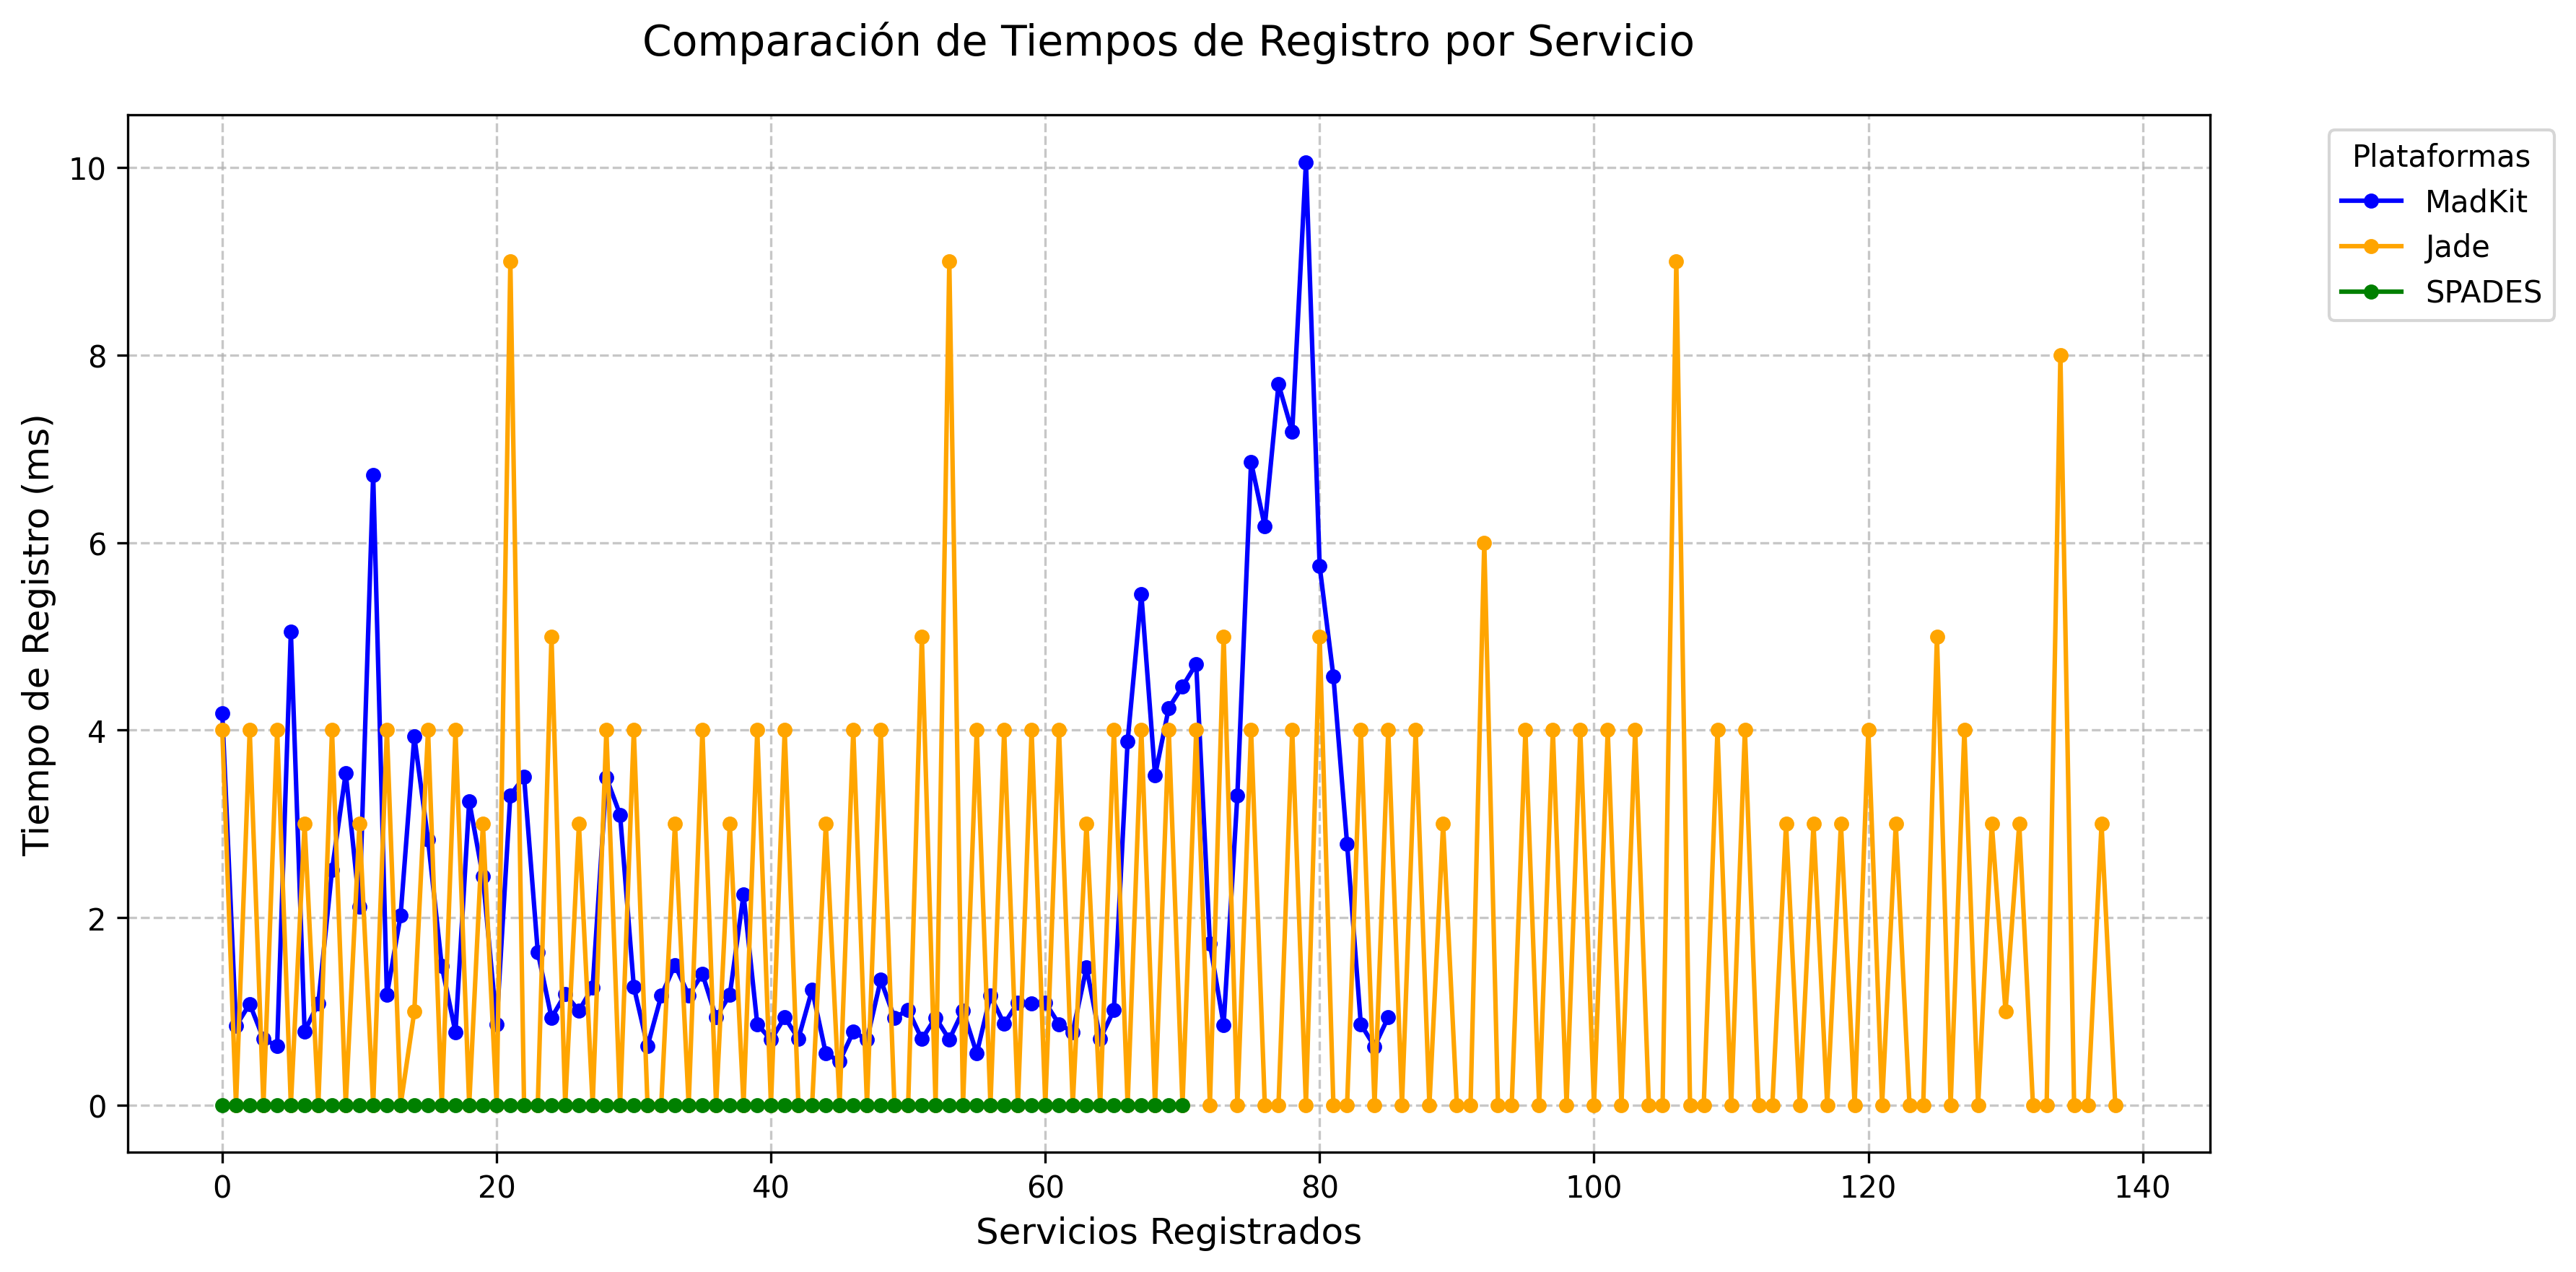 Comparación de Tiempos de Registro por Servicio
Plataformas
MadKit
Jade
SPADES
Tiempo de Registro (ms)
10
8
6
4
2
0
0 20 40 60 80 100 120 140
Servicios Registrados